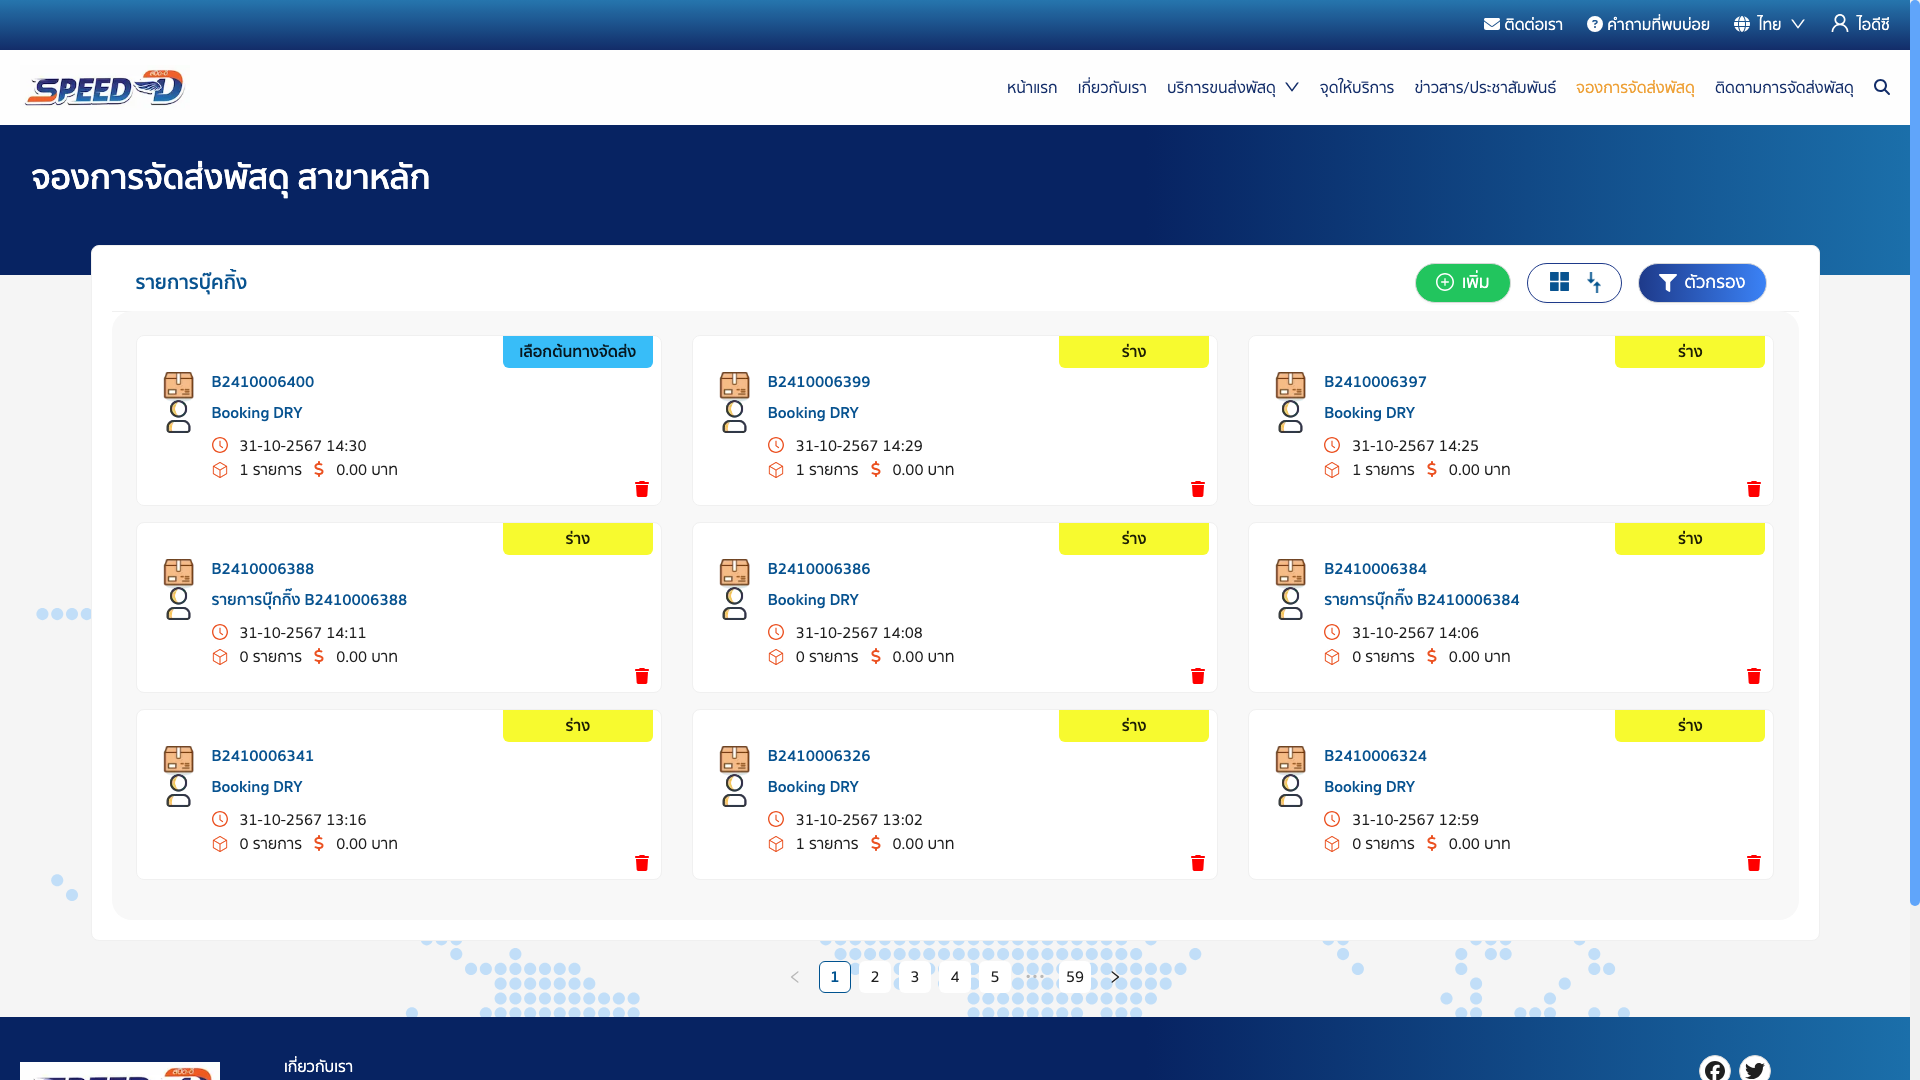 ติดต่อเรา คำถามที่พบบ่อย ไทย ไอดีซี
SPEED-D
หน้าแรก เกี่ยวกับเรา บริการขนส่งพัสดุ จุดให้บริการ ข่าวสาร/ประชาสัมพันธ์ จองการจัดส่งพัสดุ ติดตามการจัดส่งพัสดุ
จองการจัดส่งพัสดุ สาขาหลัก
รายการบุ๊คกิ้ง
เพิ่ม ตัวกรอง
เลือกต้นทางจัดส่ง
B2410006400
Booking DRY
31-10-2567 14:30
1 รายการ $ 0.00 บาท
ร่าง
B2410006399
Booking DRY
31-10-2567 14:29
1 รายการ $ 0.00 บาท
ร่าง
B2410006397
Booking DRY
31-10-2567 14:25
1 รายการ $ 0.00 บาท
ร่าง
B2410006388
รายการบุ๊กกิ๊ง B2410006388
31-10-2567 14:11
0 รายการ $ 0.00 บาท
ร่าง
B2410006386
Booking DRY
31-10-2567 14:08
0 รายการ $ 0.00 บาท
ร่าง
B2410006384
รายการบุ๊กกิ๊ง B2410006384
31-10-2567 14:06
0 รายการ $ 0.00 บาท
ร่าง
B2410006341
Booking DRY
31-10-2567 13:16
0 รายการ $ 0.00 บาท
ร่าง
B2410006326
Booking DRY
31-10-2567 13:02
1 รายการ $ 0.00 บาท
ร่าง
B2410006324
Booking DRY
31-10-2567 12:59
0 รายการ $ 0.00 บาท
< 1 2 3 4 5 ••• 59 >
เกี่ยวกับเรา